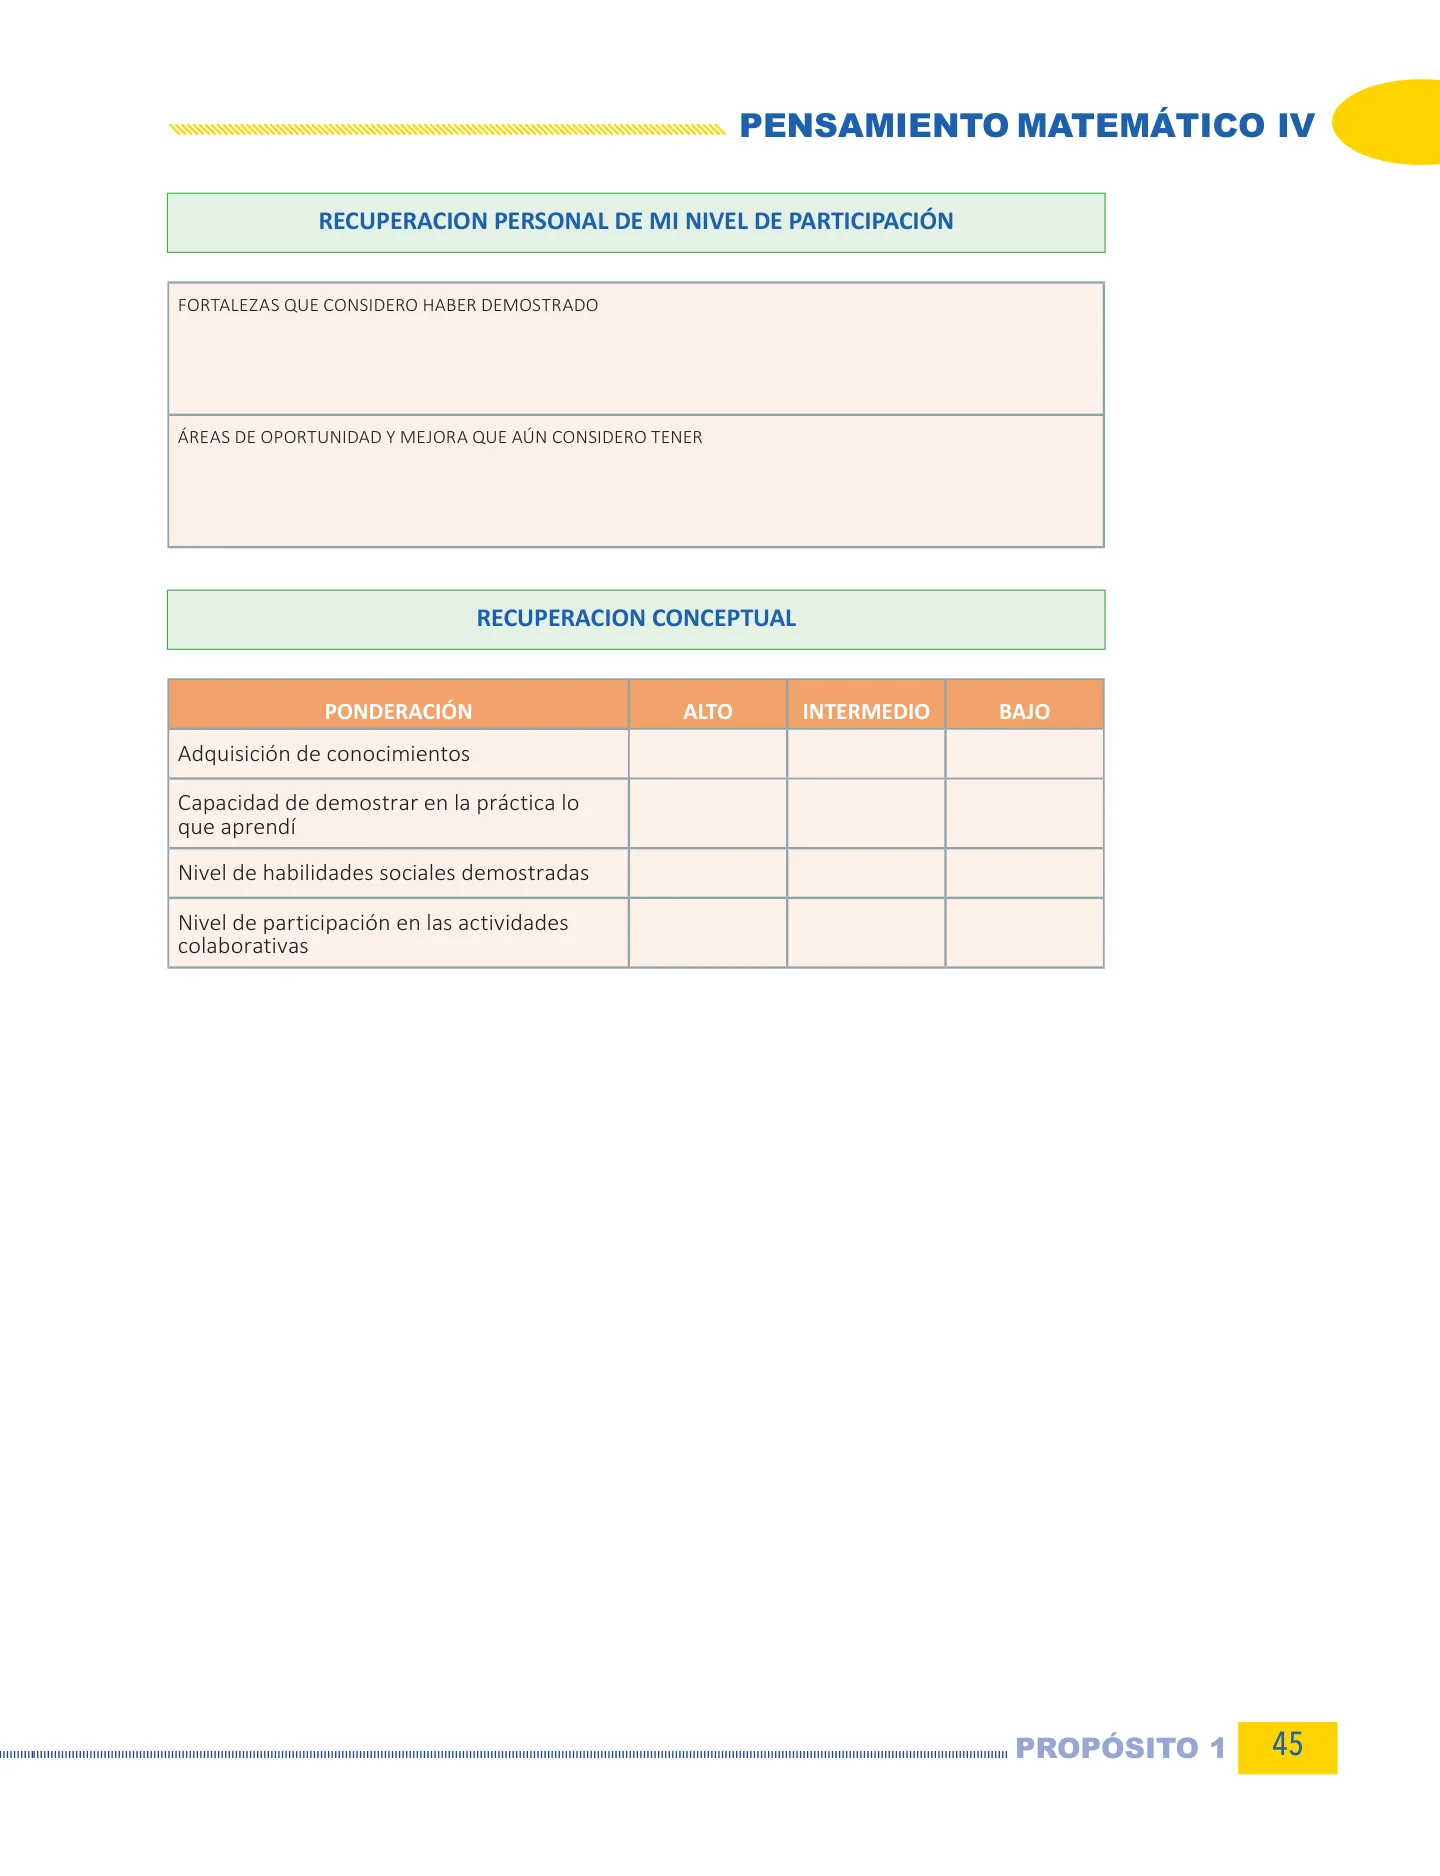 PENSAMIENTO MATEMÁTICO IV
RECUPERACION PERSONAL DE MI NIVEL DE PARTICIPACIÓN
FORTALEZAS QUE CONSIDERO HABER DEMOSTRADO
ÁREAS DE OPORTUNIDAD Y MEJORA QUE AÚN CONSIDERO TENER
RECUPERACION CONCEPTUAL
PONDERACIÓN ALTO INTERMEDIO BAJO
Adquisición de conocimientos
Capacidad de demostrar en la práctica lo
que aprendí
Nivel de habilidades sociales demostradas
Nivel de participación en las actividades
colaborativas
PROPÓSITO 1 45